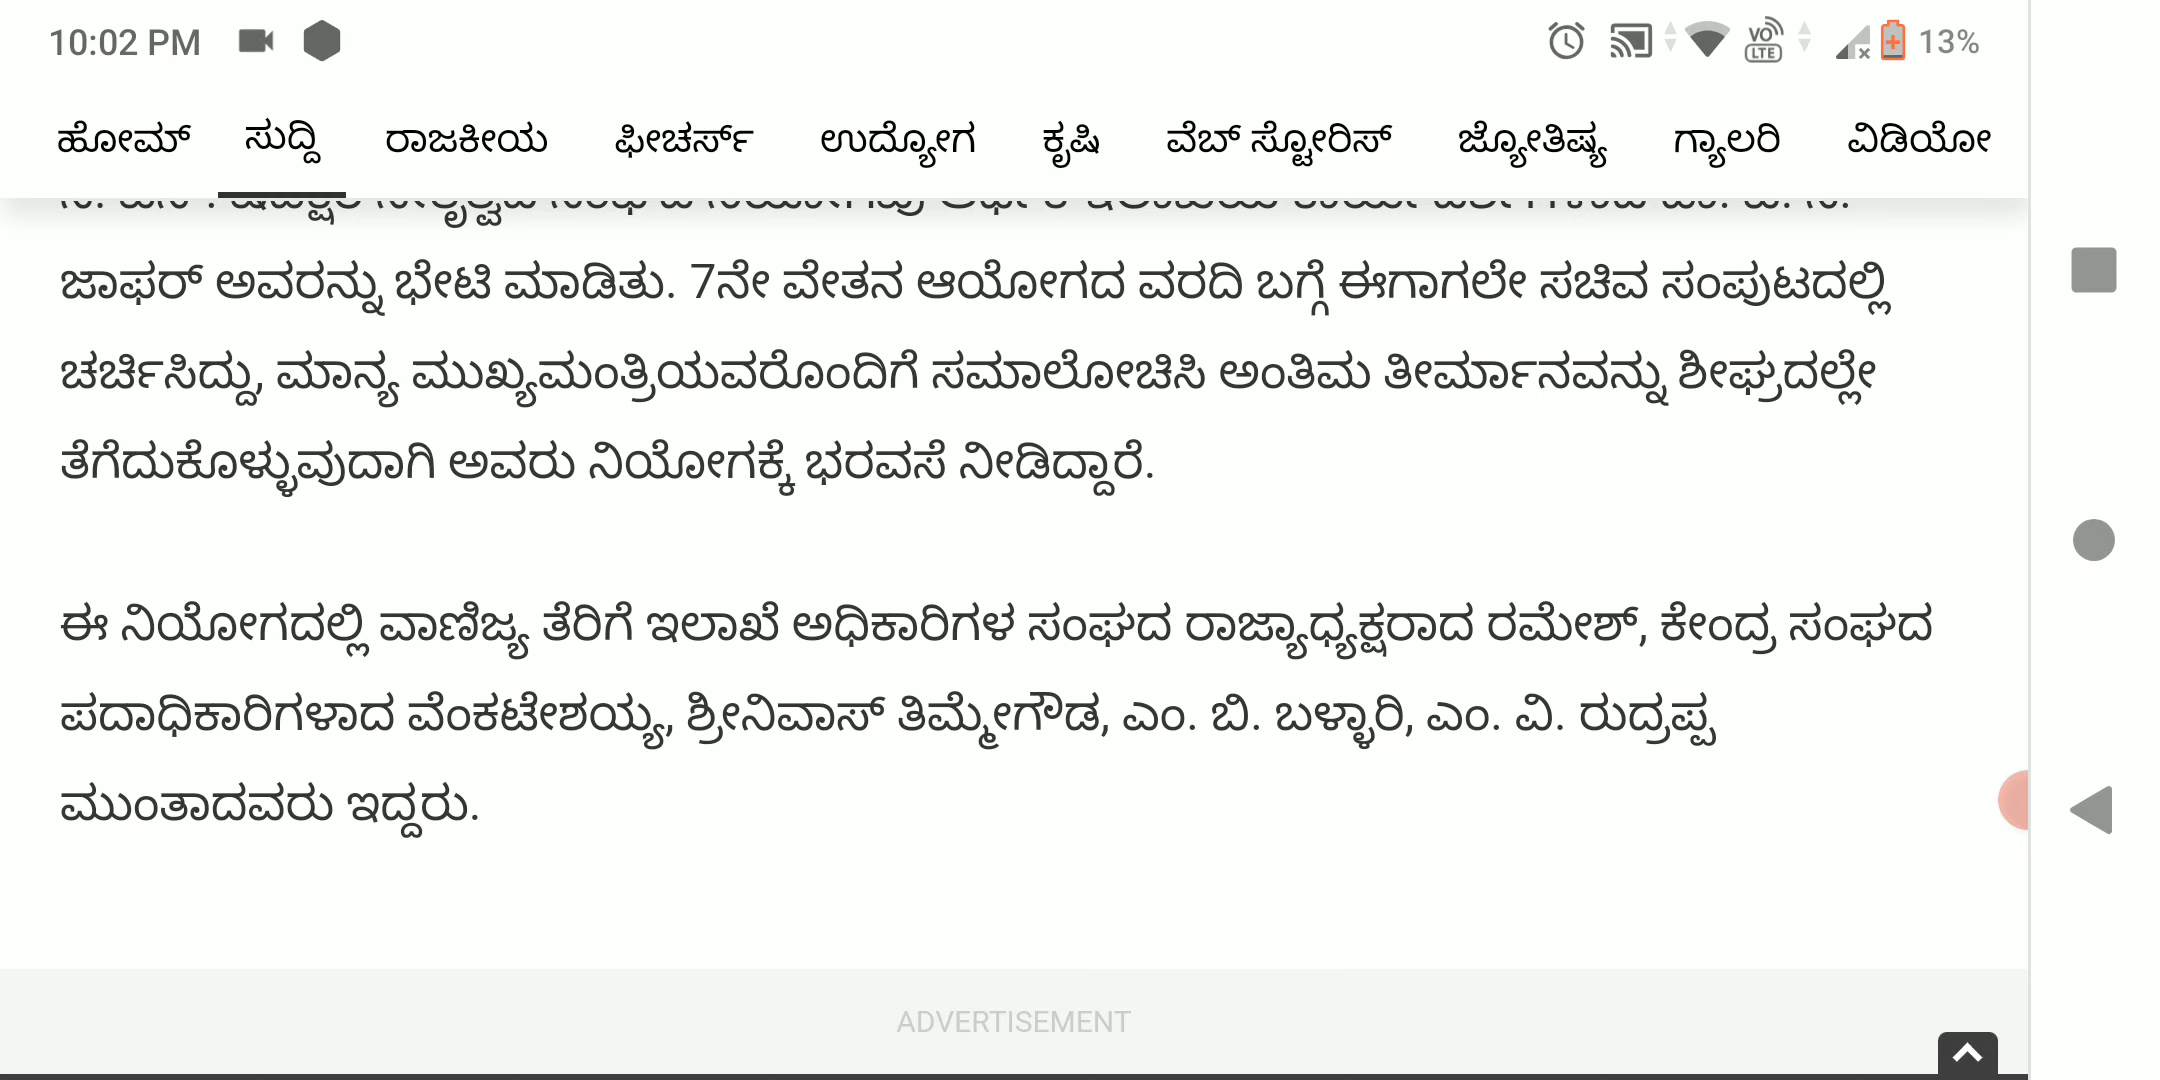 10:02 PM VO LTE 13%
ಹೋಮ್ ಸುದ್ದಿ ರಾಜಕೀಯ ಫೀಚರ್ಸ್ ಉದ್ಯೋಗ ಕೃಷಿ ವೆಬ್ ಸ್ಟೋರಿಸ್ ಜ್ಯೋತಿಷ್ಯ ಗ್ಯಾಲರಿ ವಿಡಿಯೋ
ಜಾಫರ್ ಅವರನ್ನು ಭೇಟಿ ಮಾಡಿತು. 7ನೇ ವೇತನ ಆಯೋಗದ ವರದಿ ಬಗ್ಗೆ ಈಗಾಗಲೇ ಸಚಿವ ಸಂಪುಟದಲ್ಲಿ
ಚರ್ಚಿಸಿದ್ದು, ಮಾನ್ಯ ಮುಖ್ಯಮಂತ್ರಿಯವರೊಂದಿಗೆ ಸಮಾಲೋಚಿಸಿ ಅಂತಿಮ ತೀರ್ಮಾನವನ್ನು ಶೀಘ್ರದಲ್ಲೇ
ತೆಗೆದುಕೊಳ್ಳುವುದಾಗಿ ಅವರು ನಿಯೋಗಕ್ಕೆ ಭರವಸೆ ನೀಡಿದ್ದಾರೆ.
ಈ ನಿಯೋಗದಲ್ಲಿ ವಾಣಿಜ್ಯ ತೆರಿಗೆ ಇಲಾಖೆ ಅಧಿಕಾರಿಗಳ ಸಂಘದ ರಾಜ್ಯಾಧ್ಯಕ್ಷರಾದ ರಮೇಶ್, ಕೇಂದ್ರ ಸಂಘದ
ಪದಾಧಿಕಾರಿಗಳಾದ ವೆಂಕಟೇಶಯ್ಯ, ಶ್ರೀನಿವಾಸ್ ತಿಮ್ಮೇಗೌಡ, ಎಂ. ಬಿ. ಬಳ್ಳಾರಿ, ಎಂ. ವಿ. ರುದ್ರಪ್ಪ
ಮುಂತಾದವರು ಇದ್ದರು.
ADVERTISEMENT